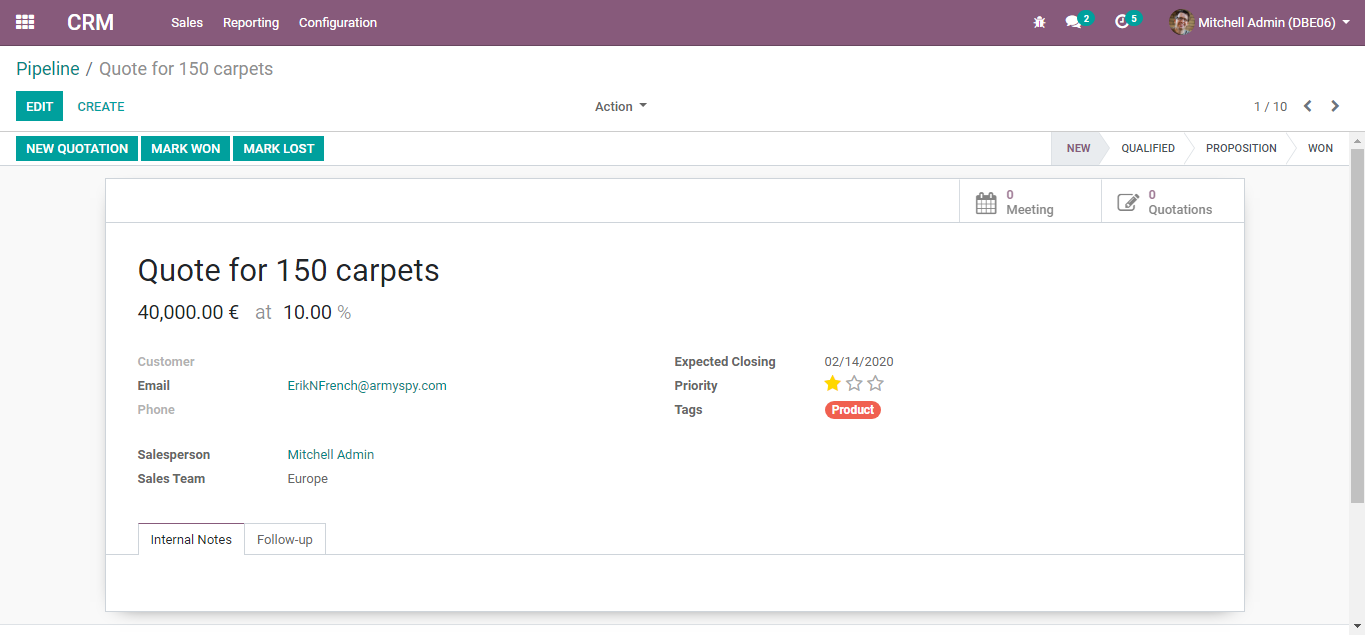 CRM Sales Reporting Configuration 2 5 Mitchell Admin (DBE06)
Pipeline / Quote for 150 carpets
EDIT CREATE Action 1 / 10
NEW QUOTATION MARK WON MARK LOST NEW QUALIFIED PROPOSITION WON
0 Meeting
0 Quotations
Quote for 150 carpets
40,000.00 € at 10.00 %
Customer
Email ErikNFrench@armyspy.com
Phone
Expected Closing 02/14/2020
Priority
Tags Product
Salesperson Mitchell Admin
Sales Team Europe
Internal Notes Follow-up